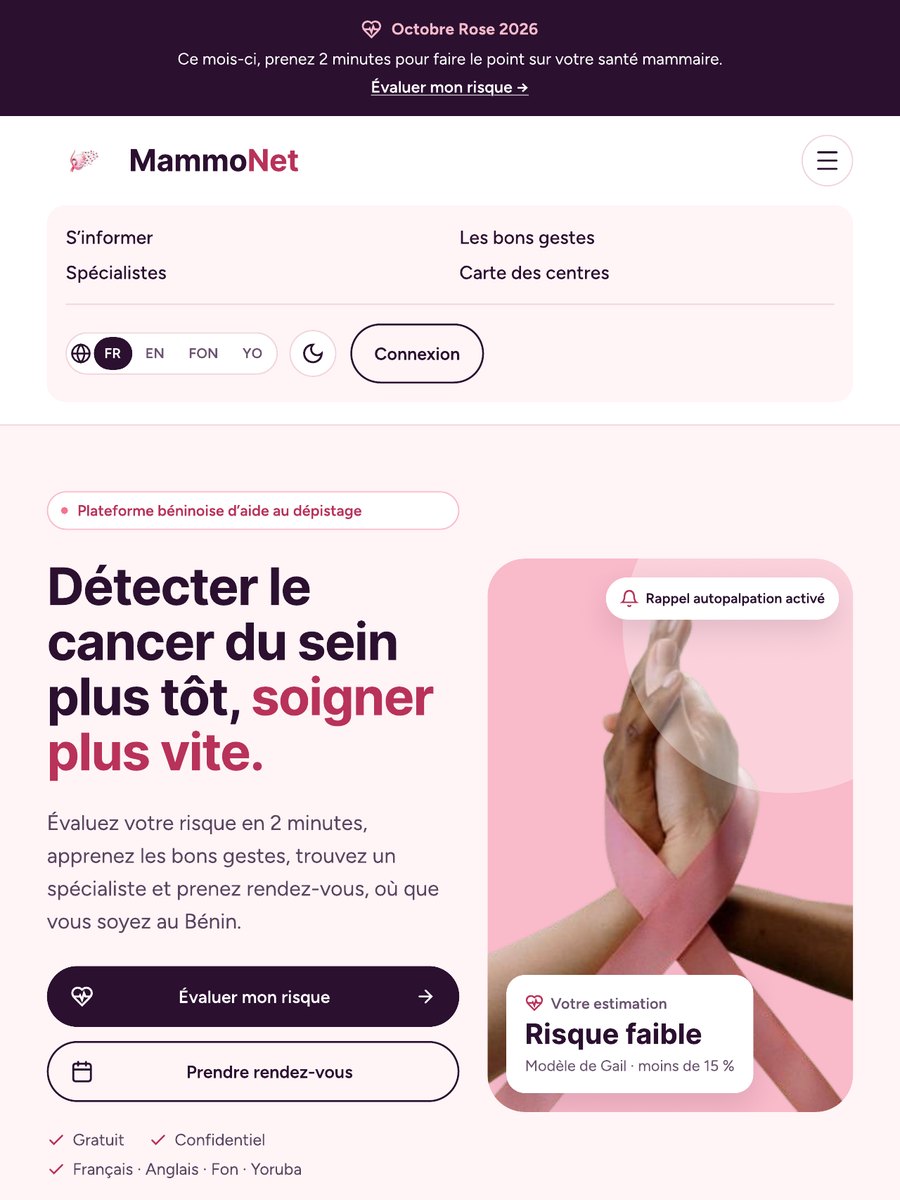 Octobre Rose 2026
Ce mois-ci, prenez 2 minutes pour faire le point sur votre santé mammaire.
Évaluer mon risque →
MammoNet
S’informer
Les bons gestes
Spécialistes
Carte des centres
FR EN FON YO
Connexion
Plateforme béninoise d’aide au dépistage
Détecter le
cancer du sein
plus tôt, soigner
plus vite.
Évaluez votre risque en 2 minutes,
apprenez les bons gestes, trouvez un
spécialiste et prenez rendez-vous, où que
vous soyez au Bénin.
Évaluer mon risque →
Prendre rendez-vous
Gratuit Confidentiel
Français · Anglais · Fon · Yoruba
Rappel autopalpation activé
Votre estimation
Risque faible
Modèle de Gail · moins de 15 %